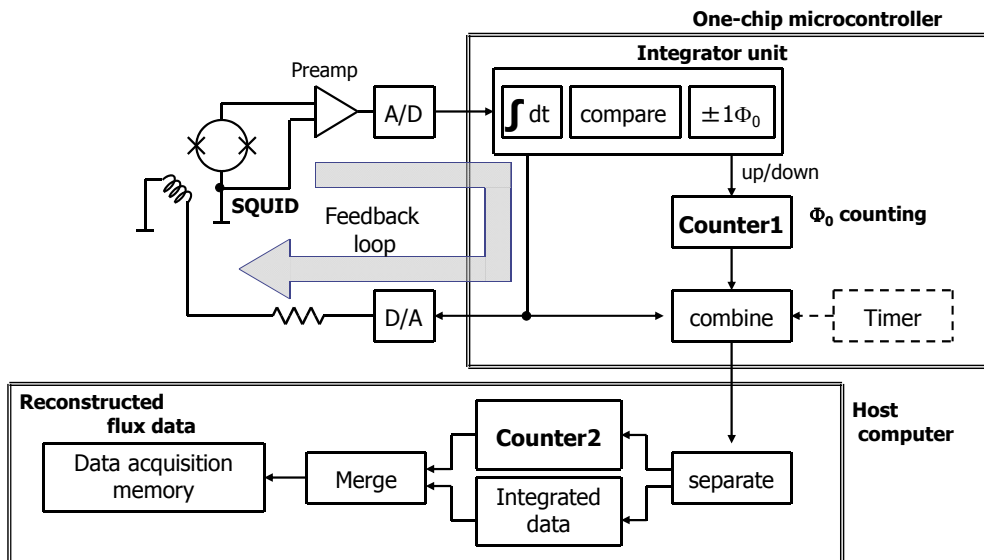 One-chip microcontroller
Integrator unit
Preamp
A/D
∫ dt
compare
±1Φ₀
up/down
SQUID
Feedback
loop
Counter1
Φ₀ counting
D/A
combine
Timer
Reconstructed
flux data
Host
computer
Counter2
Data acquisition
memory
Merge
separate
Integrated
data